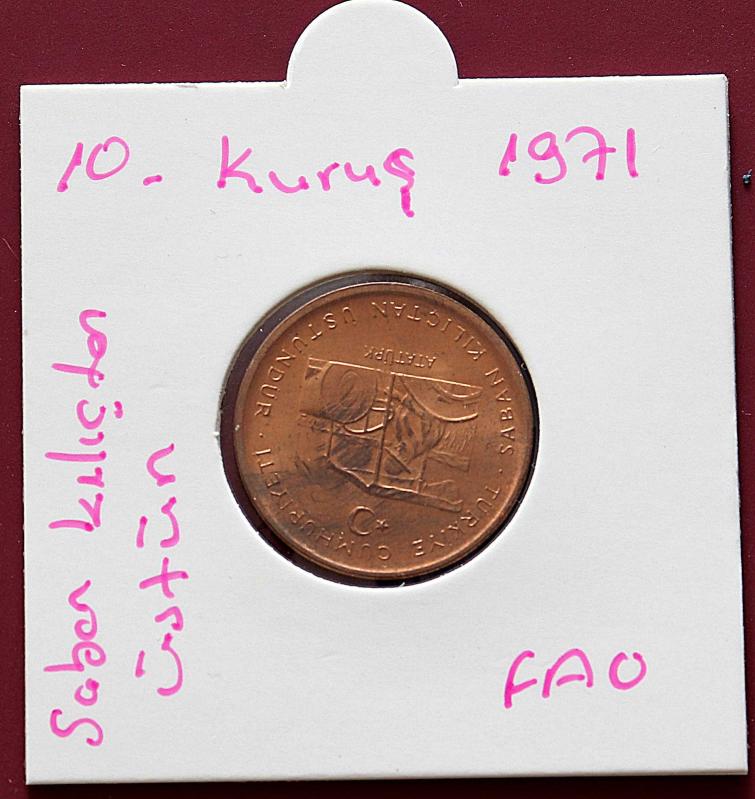 10. Kuruş 1971
Saban kılıçtan
üstün
SABAN KILIÇTAN ÜSTÜNDÜR · TÜRKİYE CUMHURİYETİ ·
ATATÜRK
FAO